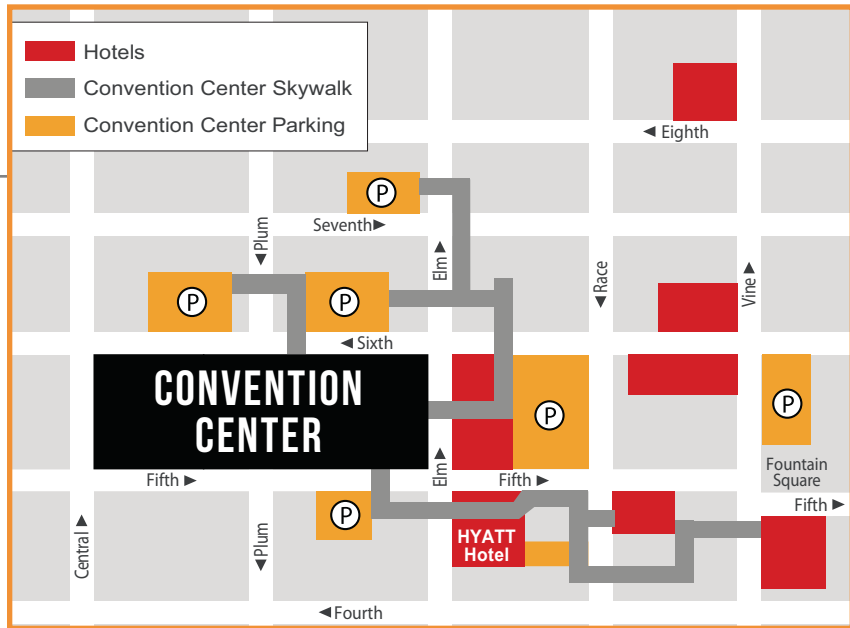 Hotels
Convention Center Skywalk
Convention Center Parking
◄ Eighth
P
Seventh►
◄Plum
Elm ►
◄Race
Vine ►
P
P
◄Sixth
CONVENTION
CENTER
P
P
Fountain
Square
Fifth ►
Elm ►
Fifth ►
Fifth ►
P
HYATT
Hotel
Central ►
◄Plum
◄Fourth